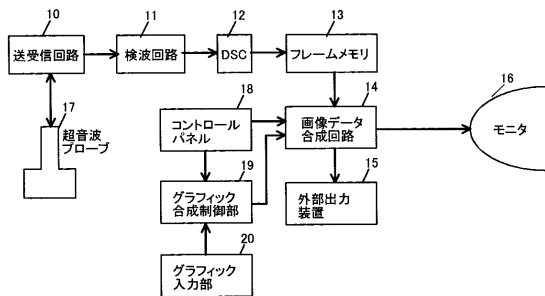 10
送受信回路
11
検波回路
12
DSC
13
フレームメモリ
16
モニタ
17
超音波
プローブ
18
コントロール
パネル
14
画像データ
合成回路
19
グラフィック
合成制御部
15
外部出力
装置
20
グラフィック
入力部